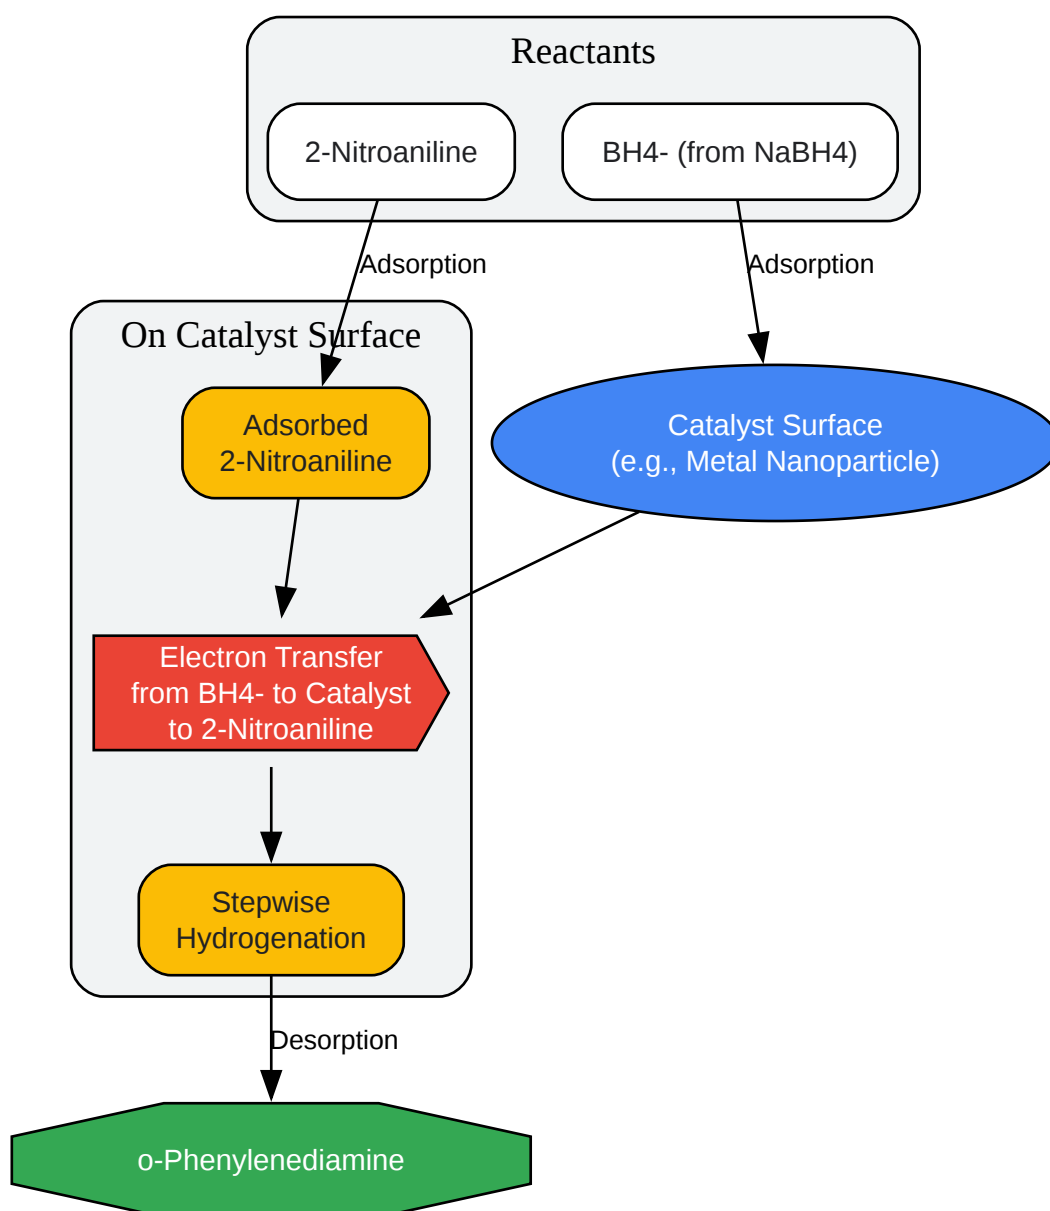 Reactants
2-Nitroaniline
BH4- (from NaBH4)
Adsorption
Adsorption
On Catalyst Surface
Adsorbed
2-Nitroaniline
Catalyst Surface
(e.g., Metal Nanoparticle)
Electron Transfer
from BH4- to Catalyst
to 2-Nitroaniline
Stepwise
Hydrogenation
Desorption
o-Phenylenediamine